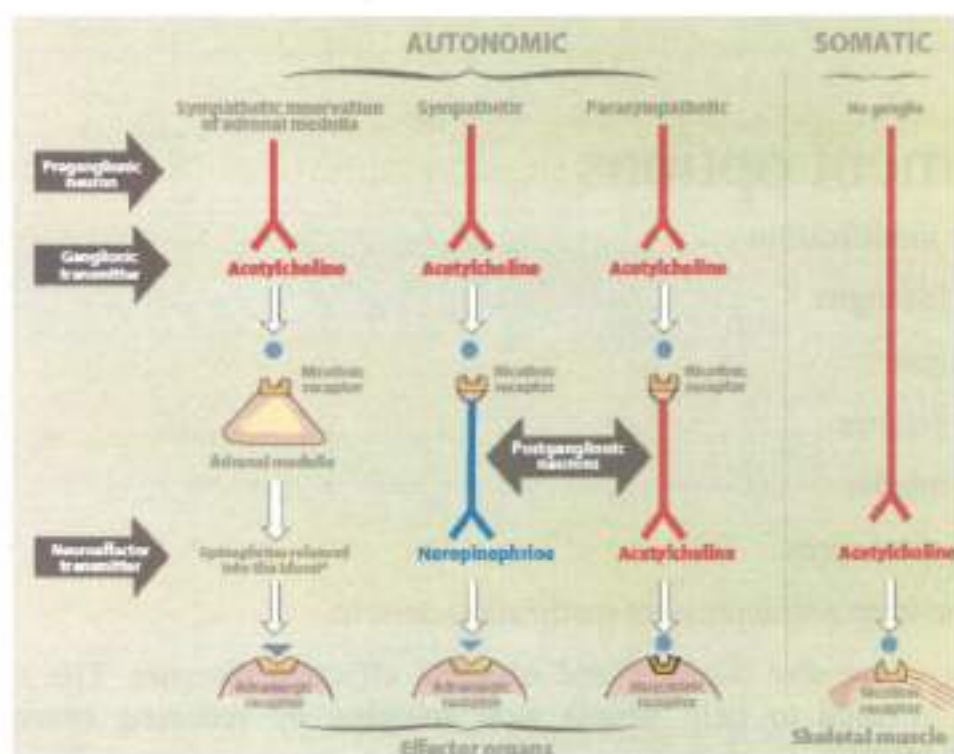 AUTONOMIC
SOMATIC
Sympathetic innervation
of adrenal medulla
Sympathetic
Parasympathetic
No ganglia
Preganglionic
neuron
Ganglionic
transmitter
Acetylcholine
Acetylcholine
Acetylcholine
Nicotinic
receptor
Nicotinic
receptor
Nicotinic
receptor
Adrenal medulla
Postganglionic
neurons
Neuroeffector
transmitter
Epinephrine released
into the blood*
Norepinephrine
Acetylcholine
Acetylcholine
Adrenergic
receptor
Adrenergic
receptor
Muscarinic
receptor
Nicotinic
receptor
Skeletal muscle
Effector organs